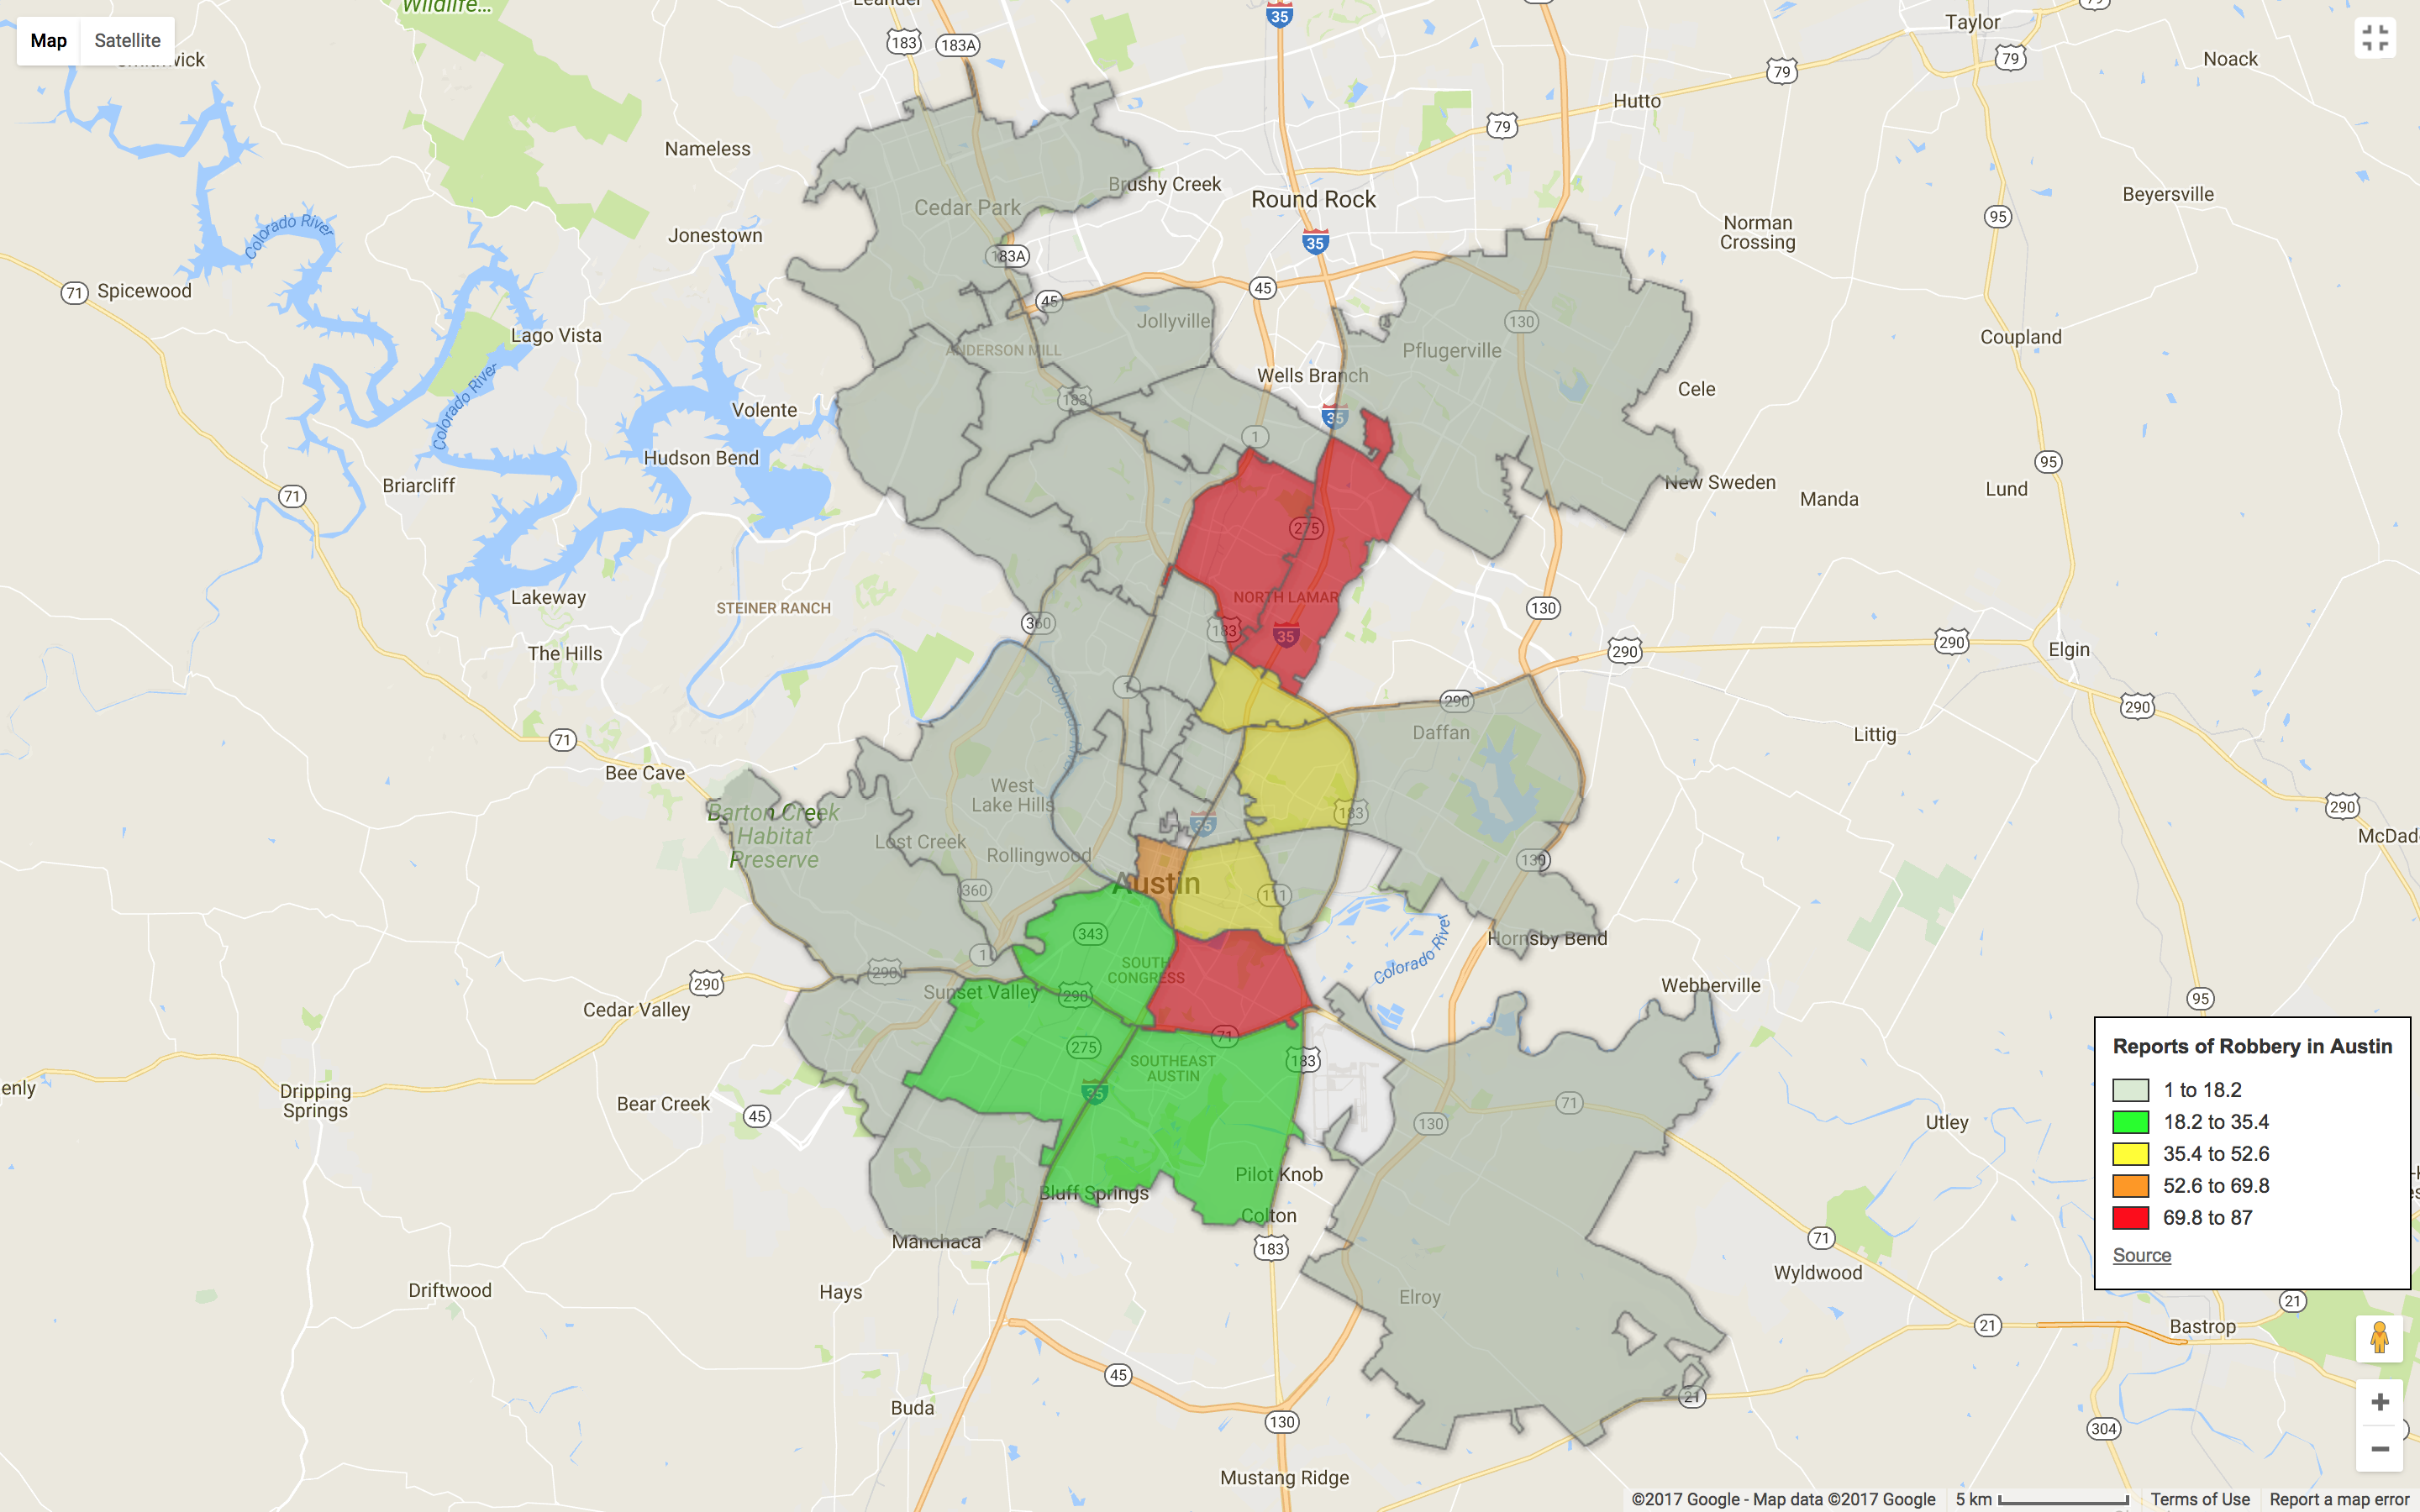 Wildlife...
Leander
35
Taylor
79
Map
Satellite
183
183A
79
Noack
79
Hutto
79
Nameless
Brushy Creek
Round Rock
Beyersville
Cedar Park
95
Colorado River
Jonestown
Norman
Crossing
35
183A
71
Spicewood
45
45
Jollyville
130
Lago Vista
Coupland
ANDERSON MILL
Pflugerville
Wells Branch
Cele
Colorado River
183
Volente
35
1
Hudson Bend
95
Briarcliff
New Sweden
Lund
71
Manda
275
Lakeway
NORTH LAMAR
STEINER RANCH
130
360
183
35
The Hills
290
290
Elgin
1
290
290
Colorado River
Daffan
Littig
71
Bee Cave
West
Lake Hills
290
Barton Creek
Habitat
Preserve
183
35
McDad
Lost Creek
Rollingwood
130
Austin
360
111
343
Hornsby Bend
1
Colorado River
SOUTH
CONGRESS
290
290
Sunset Valley
290
Webberville
95
Cedar Valley
71
275
SOUTHEAST
AUSTIN
183
enly
Dripping
Springs
35
Bear Creek
45
71
130
Utley
Pilot Knob
Bluff Springs
Colton
Manchaca
183
71
Wyldwood
Driftwood
Hays
Elroy
21
21
Bastrop
45
21
Buda
130
304
Mustang Ridge
Reports of Robbery in Austin
1 to 18.2
18.2 to 35.4
35.4 to 52.6
52.6 to 69.8
69.8 to 87
Source
+
−
©2017 Google - Map data ©2017 Google
5 km
Terms of Use
Report a map error